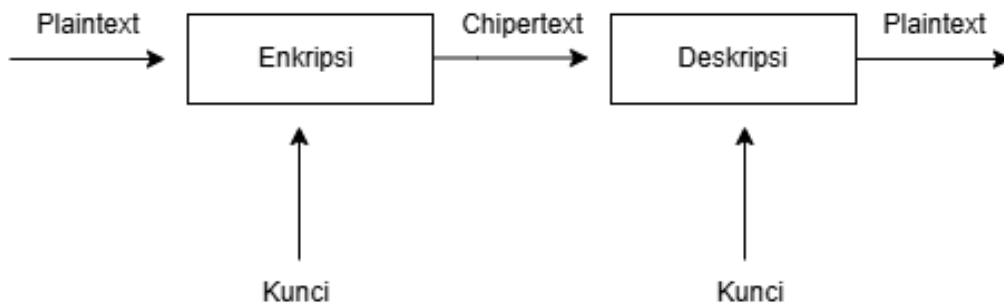 Plaintext
Chipertext
Plaintext
Enkripsi
Deskripsi
Kunci
Kunci